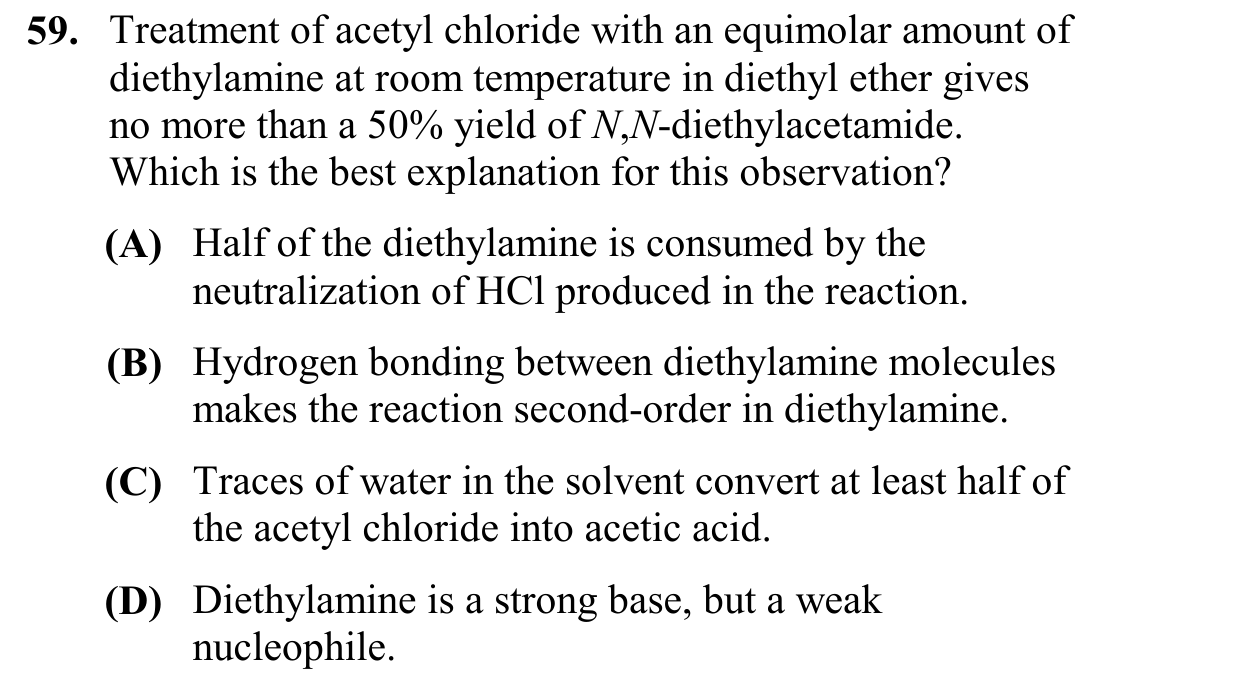 59. Treatment of acetyl chloride with an equimolar amount of
diethylamine at room temperature in diethyl ether gives
no more than a 50% yield of N,N-diethylacetamide.
Which is the best explanation for this observation?
(A) Half of the diethylamine is consumed by the
neutralization of HCl produced in the reaction.
(B) Hydrogen bonding between diethylamine molecules
makes the reaction second-order in diethylamine.
(C) Traces of water in the solvent convert at least half of
the acetyl chloride into acetic acid.
(D) Diethylamine is a strong base, but a weak
nucleophile.